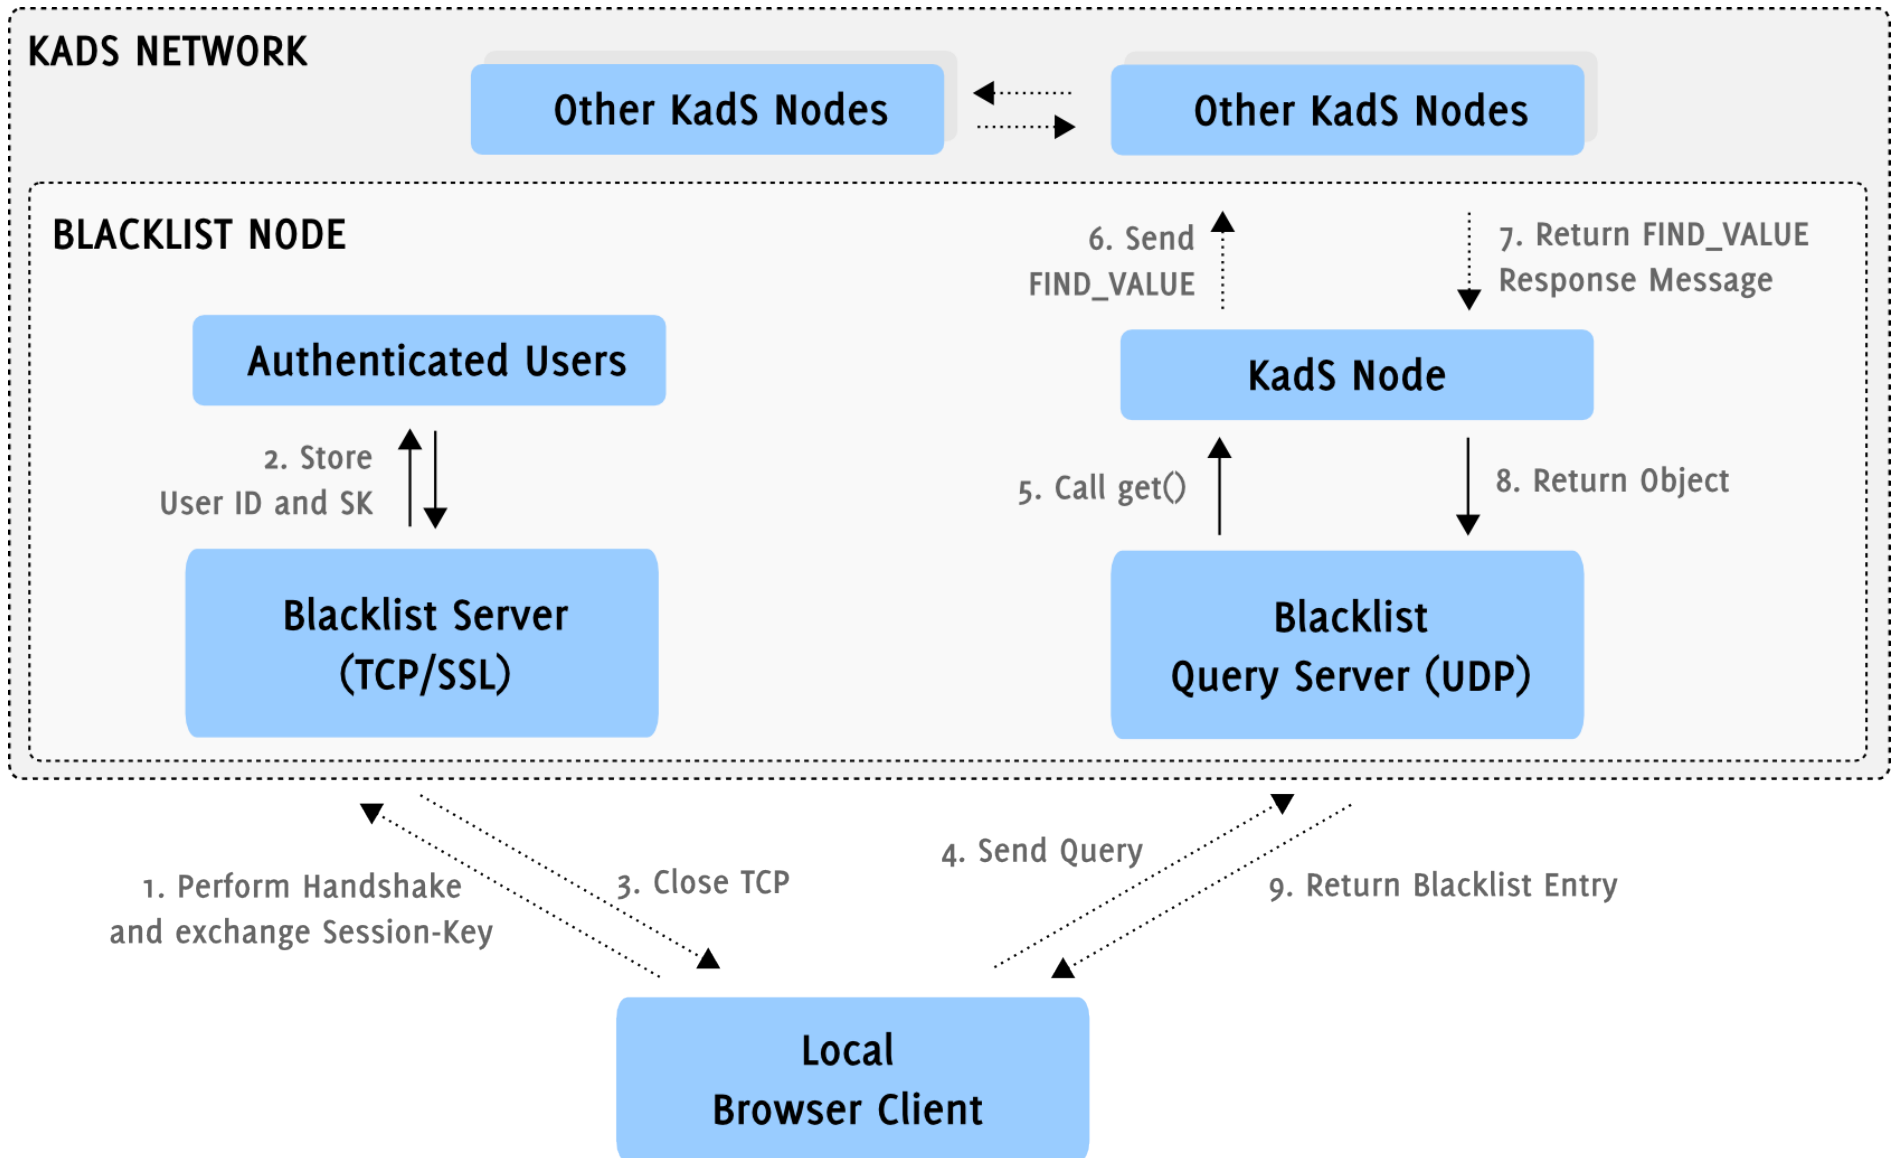 KADS NETWORK
Other KadS Nodes
Other KadS Nodes
BLACKLIST NODE
6. Send
FIND_VALUE
7. Return FIND_VALUE
Response Message
Authenticated Users
KadS Node
2. Store
User ID and SK
5. Call get()
8. Return Object
Blacklist Server
(TCP/SSL)
Blacklist
Query Server (UDP)
1. Perform Handshake
and exchange Session-Key
3. Close TCP
4. Send Query
9. Return Blacklist Entry
Local
Browser Client